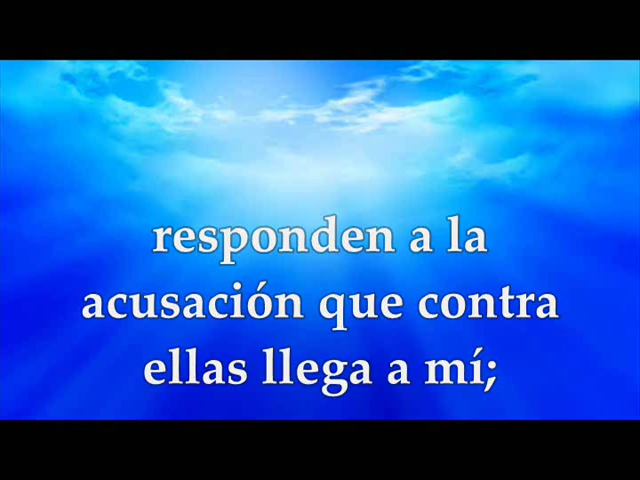 responden a la
acusación que contra
ellas llega a mí;